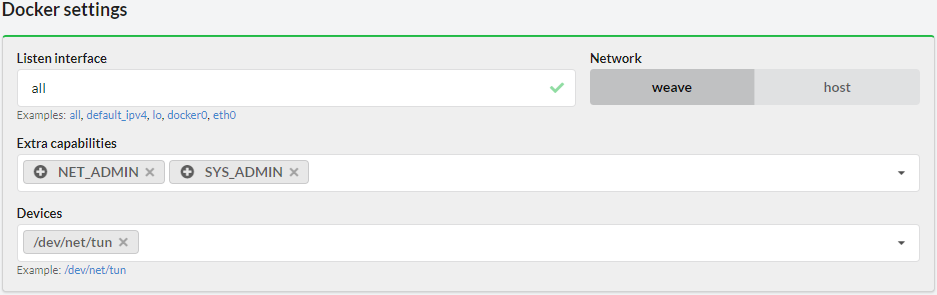 Docker settings
Listen interface
Network
all
weave
host
Examples: all, default_ipv4, lo, docker0, eth0
Extra capabilities
NET_ADMIN
SYS_ADMIN
Devices
/dev/net/tun
Example: /dev/net/tun